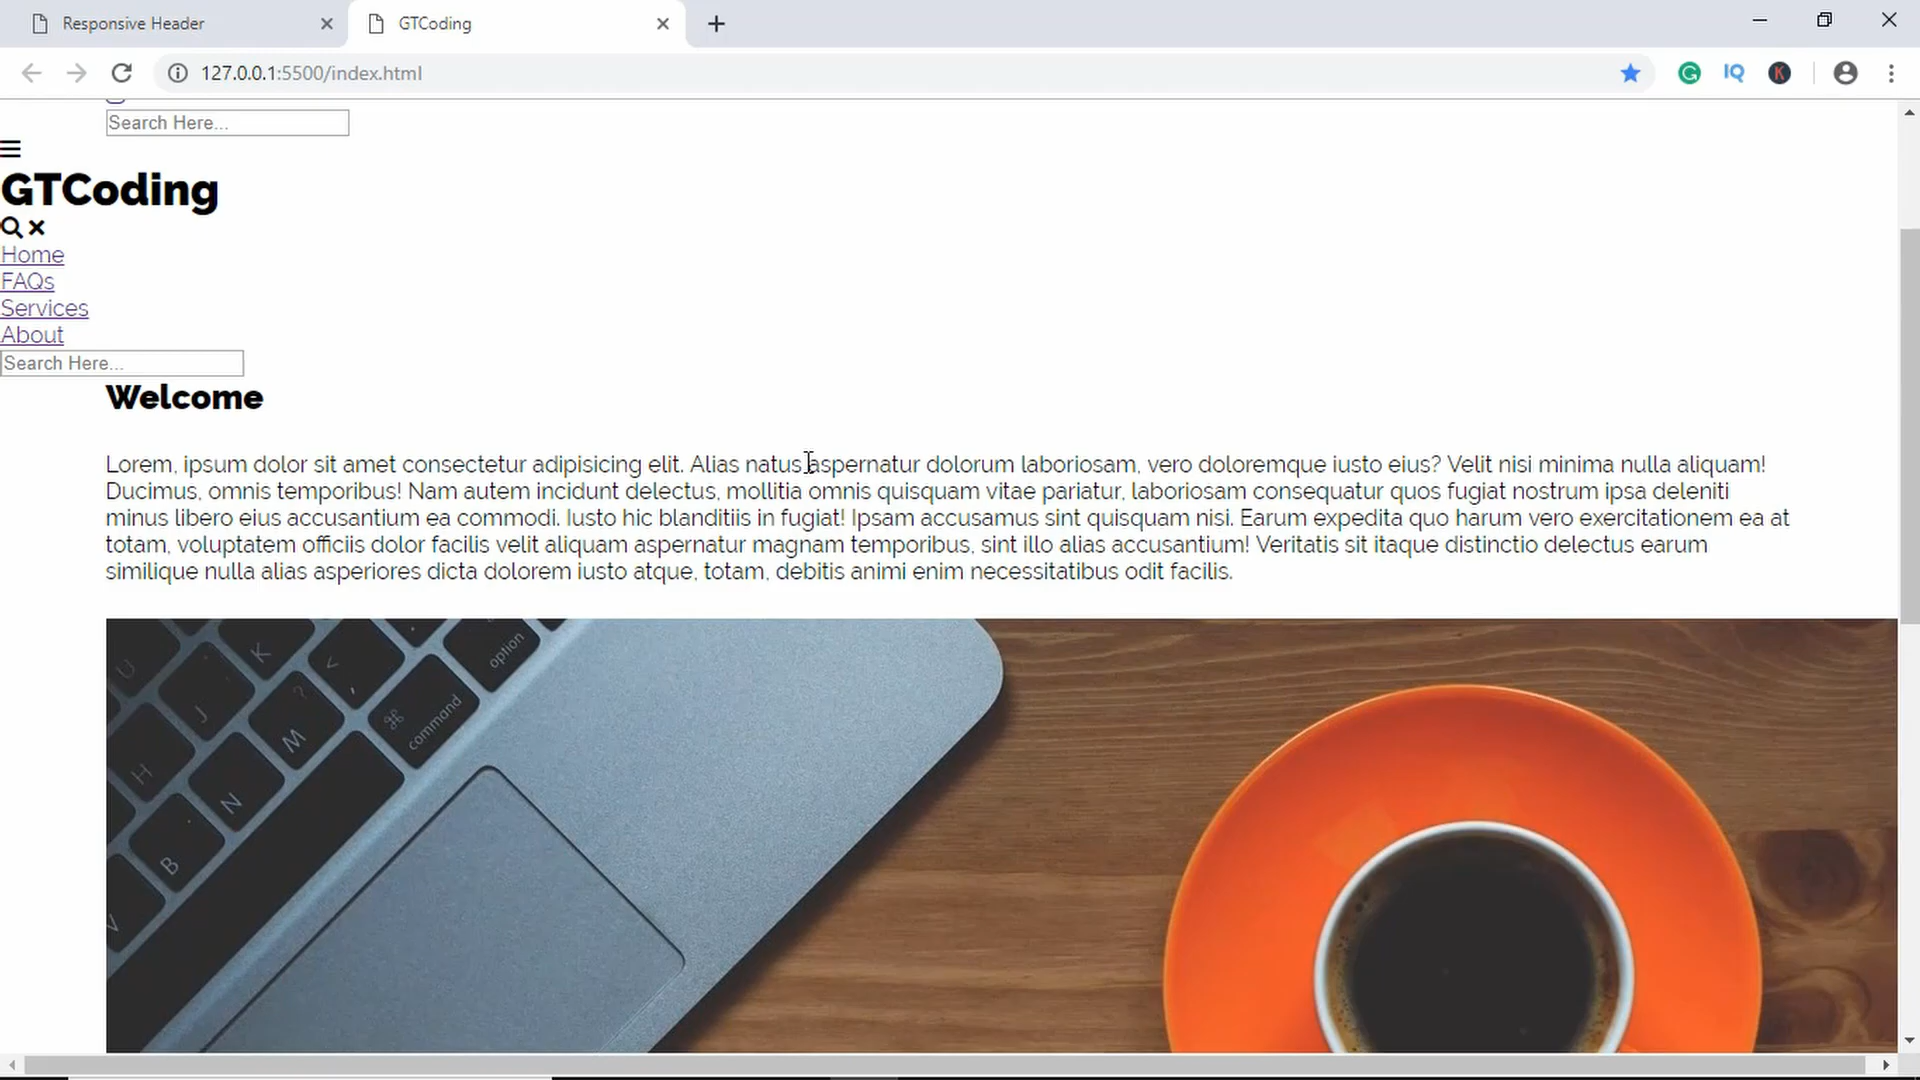 Responsive Header
GTCoding
127.0.0.1:5500/index.html
IQ
K
Search Here...
GTCoding
Home
FAQs
Services
About
Search Here...
Welcome
Lorem, ipsum dolor sit amet consectetur adipisicing elit. Alias natus aspernatur dolorum laboriosam, vero doloremque iusto eius? Velit nisi minima nulla aliquam!
Ducimus, omnis temporibus! Nam autem incidunt delectus, mollitia omnis quisquam vitae pariatur, laboriosam consequatur quos fugiat nostrum ipsa deleniti
minus libero eius accusantium ea commodi. Iusto hic blanditiis in fugiat! Ipsam accusamus sint quisquam nisi. Earum expedita quo harum vero exercitationem ea at
totam, voluptatem officiis dolor facilis velit aliquam aspernatur magnam temporibus, sint illo alias accusantium! Veritatis sit itaque distinctio delectus earum
similique nulla alias asperiores dicta dolorem iusto atque, totam, debitis animi enim necessitatibus odit facilis.
U
K
<
,
option
J
?
M
⌘
command
H
N
B
V